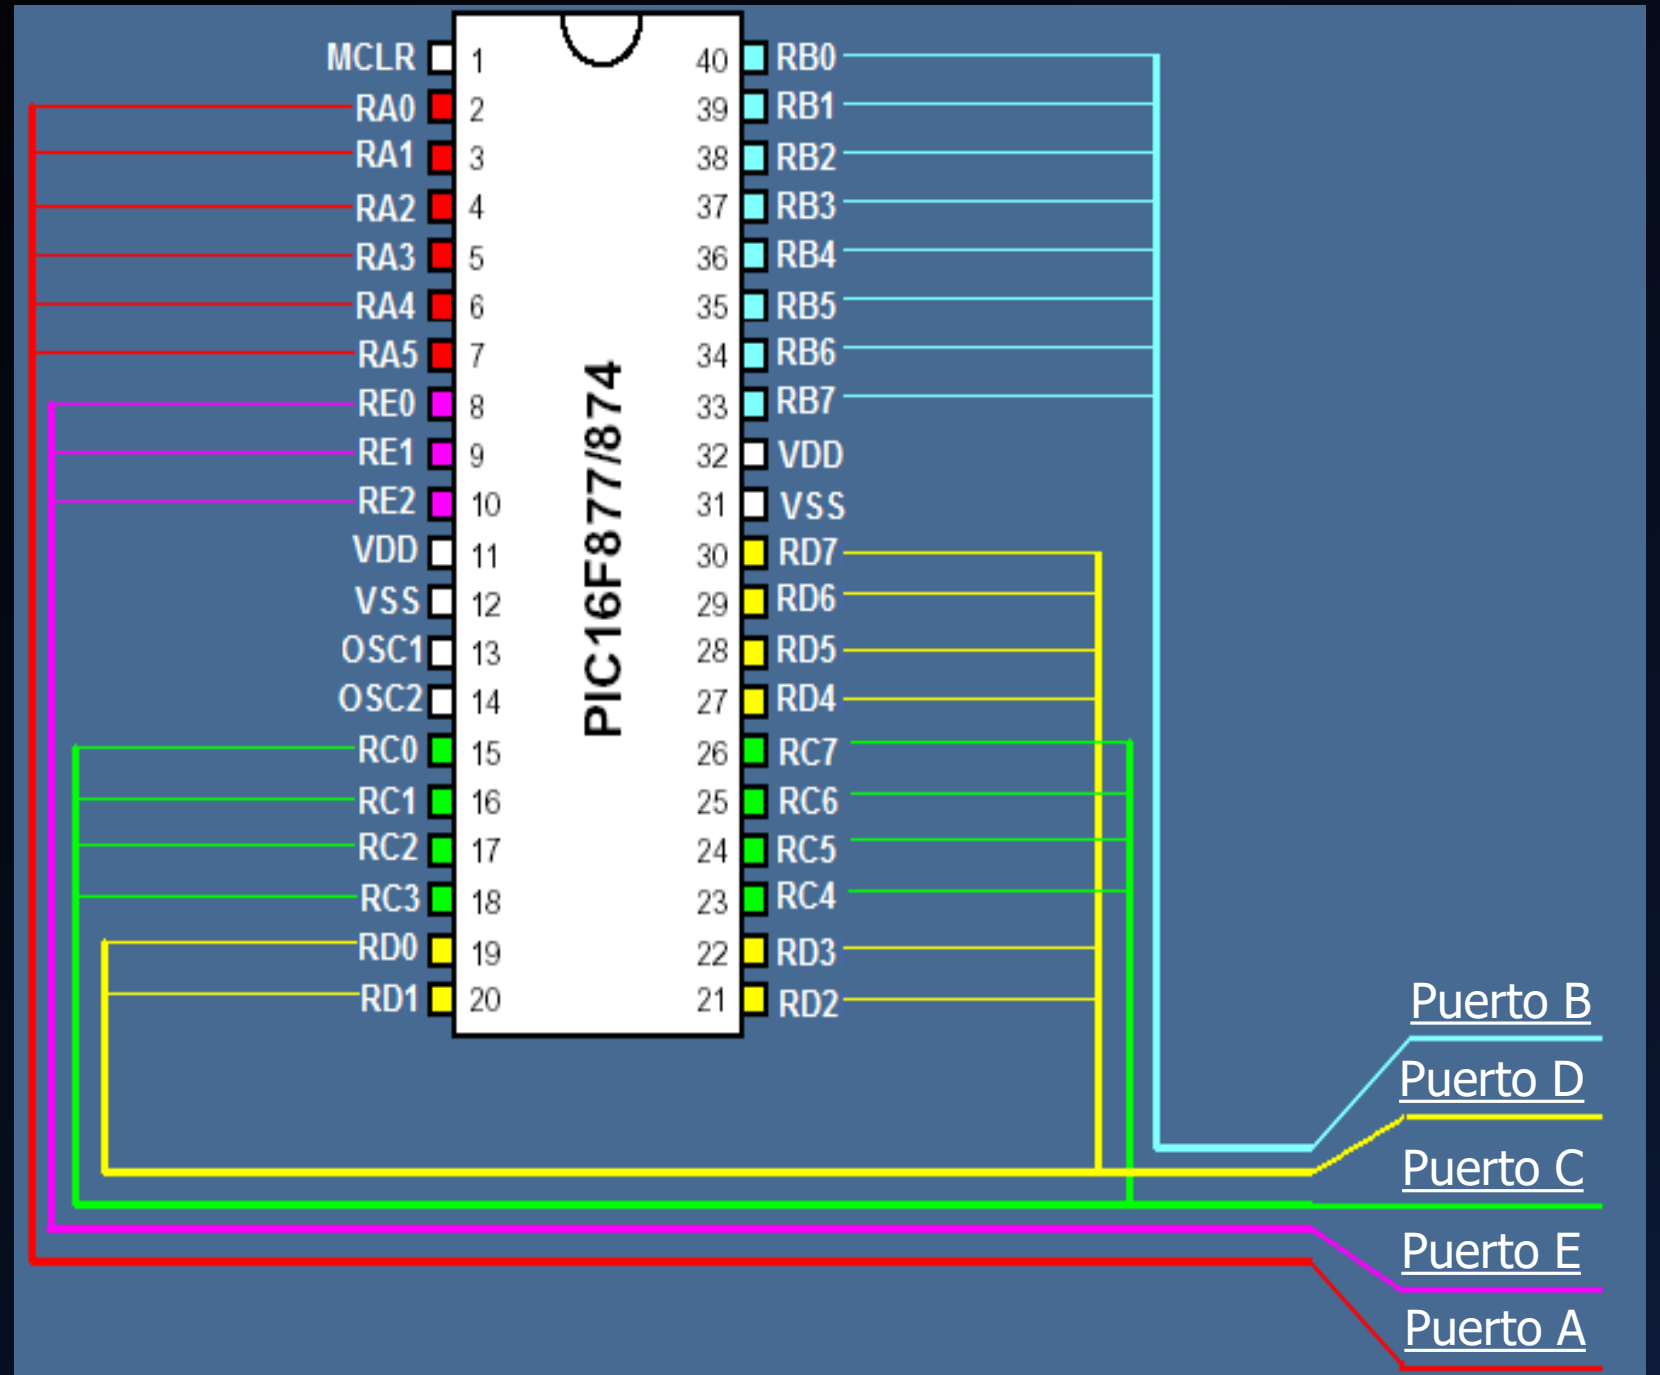 MCLR 1 40 RB0
RA0 2 39 RB1
RA1 3 38 RB2
RA2 4 37 RB3
RA3 5 36 RB4
RA4 6 35 RB5
RA5 7 34 RB6
RE0 8 33 RB7
RE1 9 32 VDD
RE2 10 31 VSS
VDD 11 30 RD7
VSS 12 29 RD6
OSC1 13 28 RD5
OSC2 14 27 RD4
RC0 15 26 RC7
RC1 16 25 RC6
RC2 17 24 RC5
RC3 18 23 RC4
RD0 19 22 RD3
RD1 20 21 RD2
PIC16F877/874
Puerto B
Puerto D
Puerto C
Puerto E
Puerto A